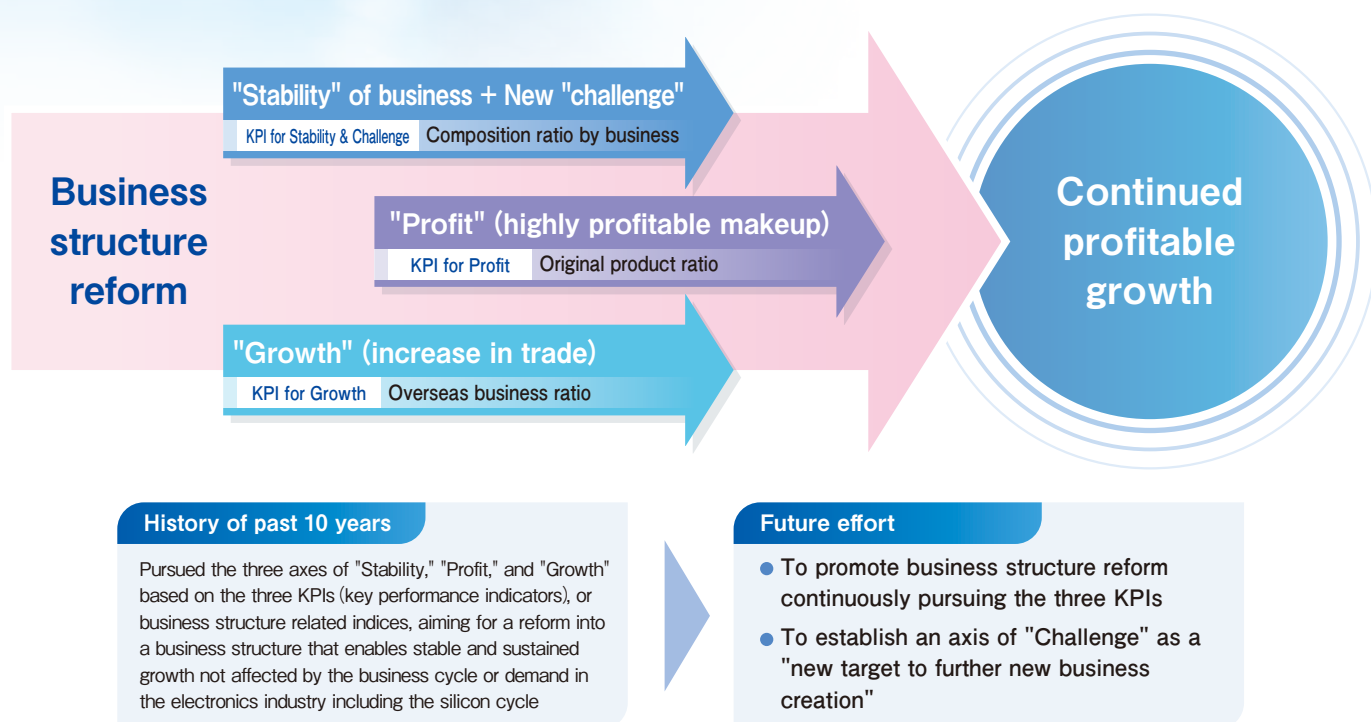 "Stability" of business + New "challenge"
KPI for Stability & Challenge Composition ratio by business
Business
structure
reform
"Profit" (highly profitable makeup)
KPI for Profit Original product ratio
"Growth" (increase in trade)
KPI for Growth Overseas business ratio
Continued
profitable
growth
History of past 10 years
Pursued the three axes of "Stability," "Profit," and "Growth"
based on the three KPIs (key performance indicators), or
business structure related indices, aiming for a reform into
a business structure that enables stable and sustained
growth not affected by the business cycle or demand in
the electronics industry including the silicon cycle
Future effort
● To promote business structure reform
continuously pursuing the three KPIs
● To establish an axis of "Challenge" as a
"new target to further new business
creation"